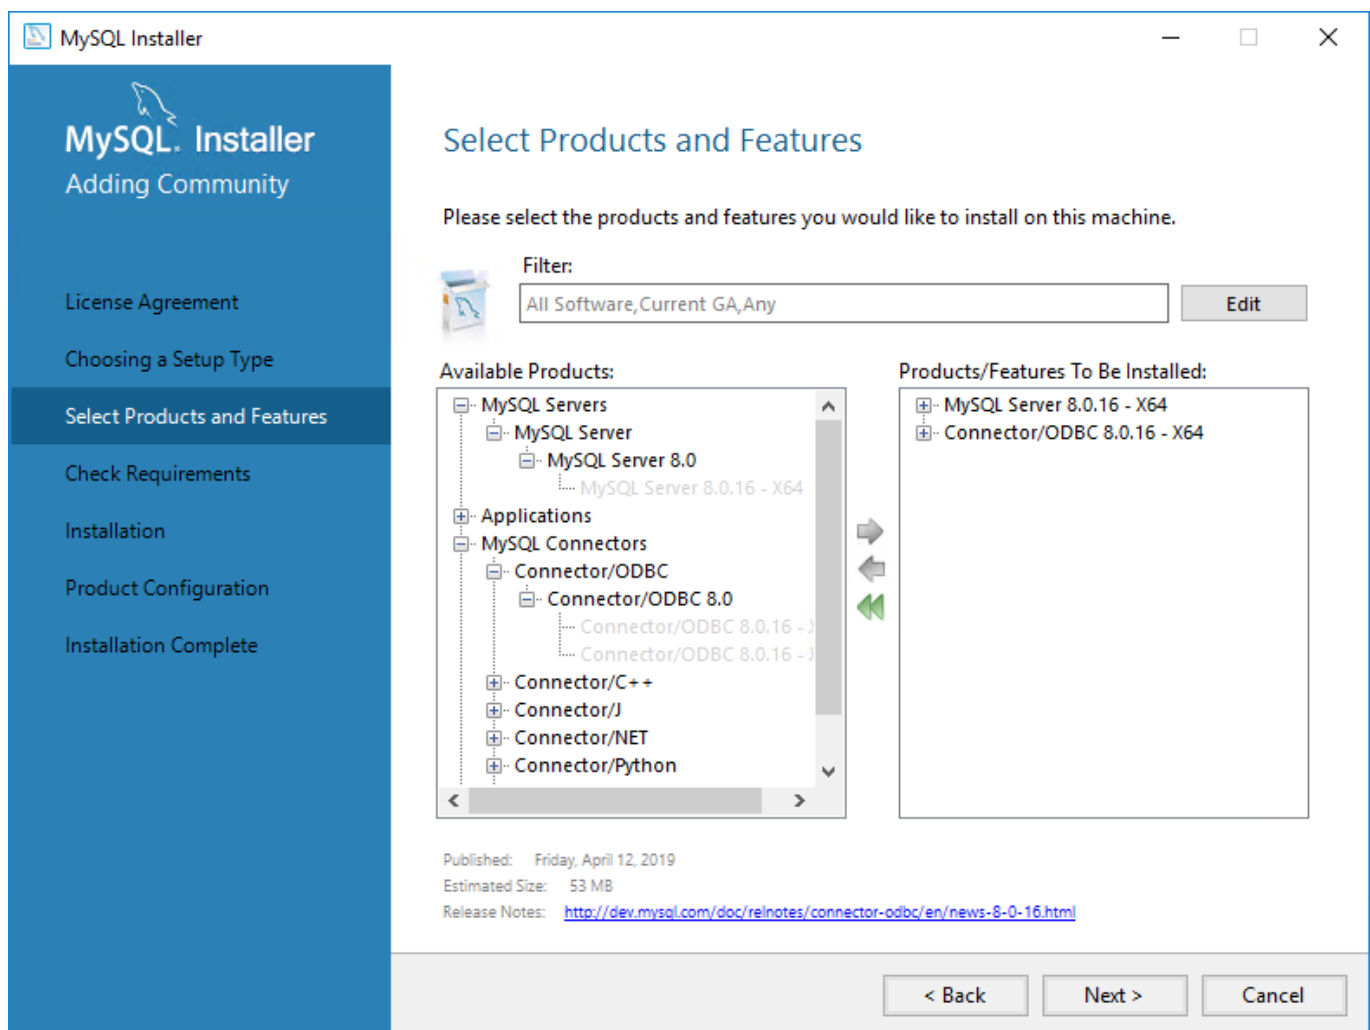 MySQL Installer
MySQL. Installer
Adding Community
License Agreement
Choosing a Setup Type
Select Products and Features
Check Requirements
Installation
Product Configuration
Installation Complete
Select Products and Features
Please select the products and features you would like to install on this machine.
Filter:
All Software,Current GA,Any
Edit
Available Products:
MySQL Servers
MySQL Server
MySQL Server 8.0
MySQL Server 8.0.16 - X64
Applications
MySQL Connectors
Connector/ODBC
Connector/ODBC 8.0
Connector/ODBC 8.0.16 -
Connector/ODBC 8.0.16 -
Connector/C++
Connector/J
Connector/NET
Connector/Python
Products/Features To Be Installed:
MySQL Server 8.0.16 - X64
Connector/ODBC 8.0.16 - X64
Published: Friday, April 12, 2019
Estimated Size: 53 MB
Release Notes: http://dev.mysql.com/doc/relnotes/connector-odbc/en/news-8-0-16.html
< Back
Next >
Cancel